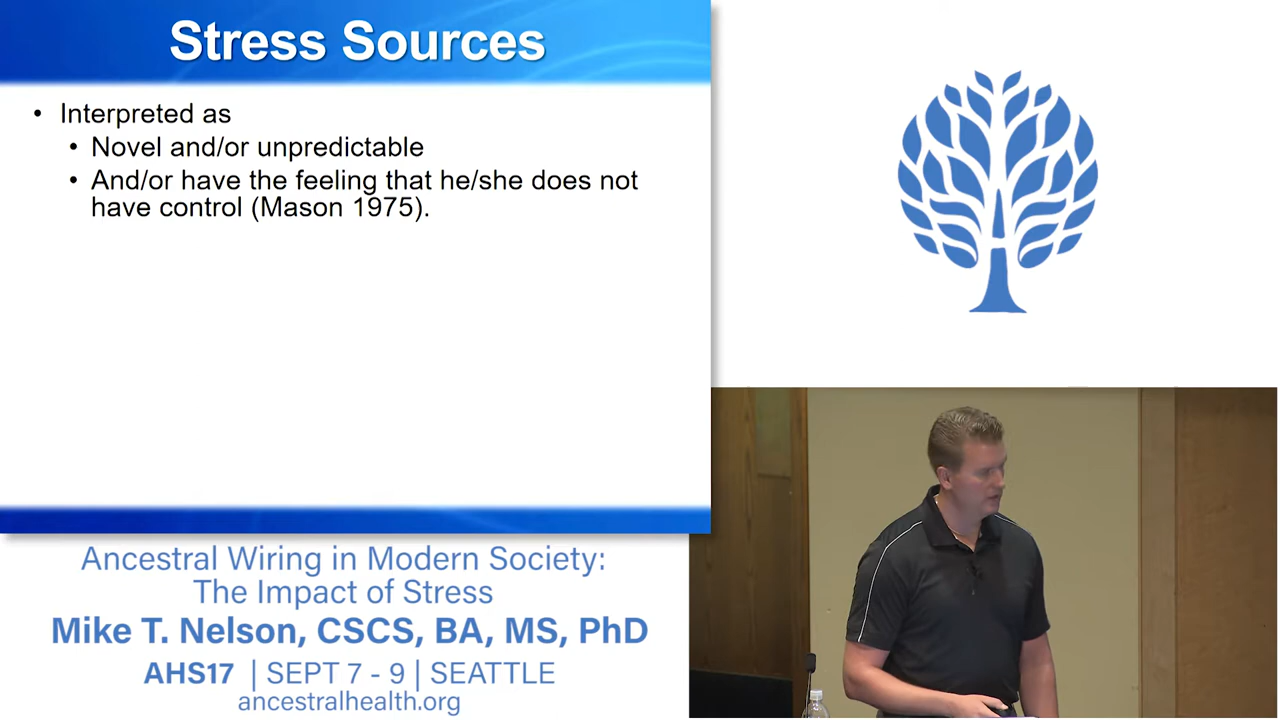 Stress Sources
• Interpreted as
• Novel and/or unpredictable
• And/or have the feeling that he/she does not
have control (Mason 1975).
Ancestral Wiring in Modern Society:
The Impact of Stress
Mike T. Nelson, CSCS, BA, MS, PhD
AHS17 | SEPT 7 - 9 | SEATTLE
ancestralhealth.org